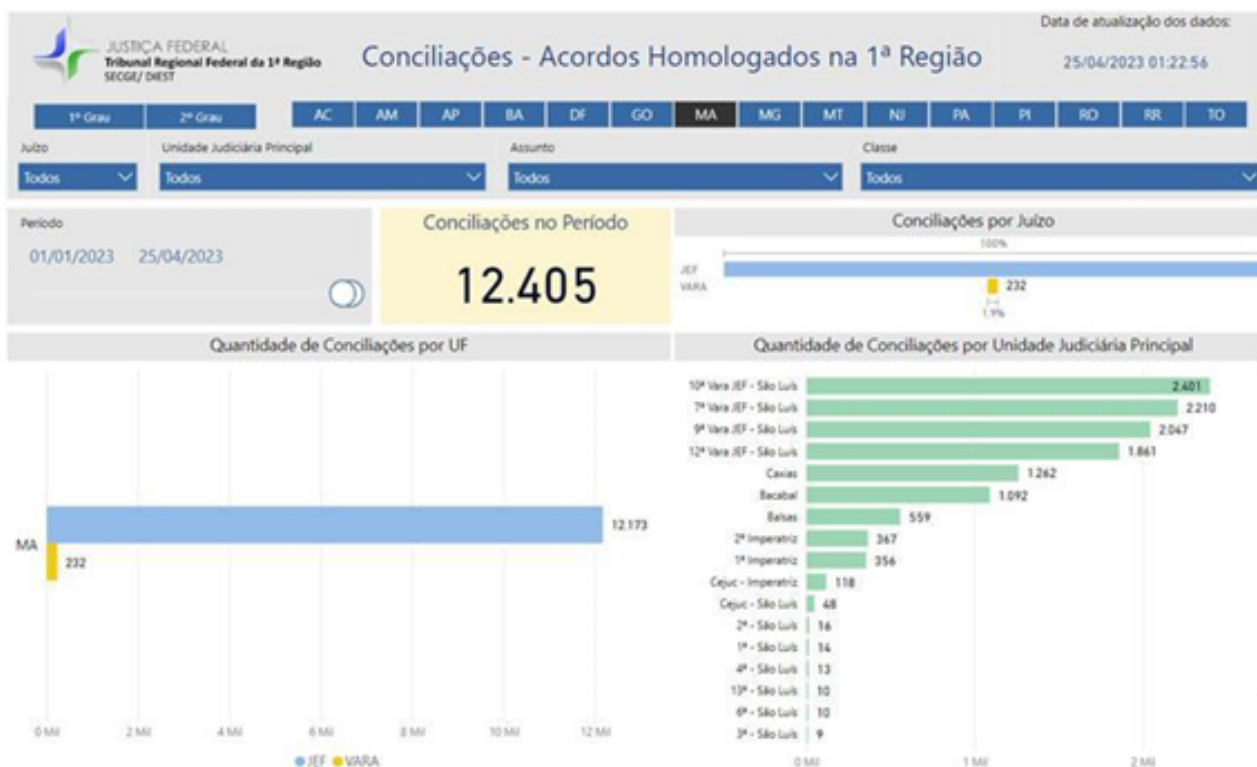 Data de atualização dos dados:
JUSTIÇA FEDERAL
Tribunal Regional Federal da 1ª Região
SECGE/ DIEST
Conciliações - Acordos Homologados na 1ª Região
25/04/2023 01:22:56
1º Grau 2º Grau AC AM AP BA DF GO MA MG MT NJ PA PI RO RR TO
Juízo Unidade Judiciária Principal Assunto Classe
Todos Todos Todos Todos
Período
01/01/2023 25/04/2023
Conciliações no Período
12.405
Conciliações por Juízo
100%
JEF
VARA 232
1.9%
Quantidade de Conciliações por UF
MA
12.173
232
0 Mil 2 Mil 4 Mil 6 Mil 8 Mil 10 Mil 12 Mil
JEF VARA
Quantidade de Conciliações por Unidade Judiciária Principal
10ª Vara JEF - São Luís 2.401
7ª Vara JEF - São Luís 2.210
9ª Vara JEF - São Luís 2.047
12ª Vara JEF - São Luís 1.861
Caxias 1.262
Bacabal 1.092
Balsas 559
2ª Imperatriz 367
1ª Imperatriz 356
Cejuc - Imperatriz 118
Cejuc - São Luís 48
2ª - São Luís 16
1ª - São Luís 14
4ª - São Luís 13
13ª - São Luís 10
6ª - São Luís 10
3ª - São Luís 9
0 Mil 1 Mil 2 Mil